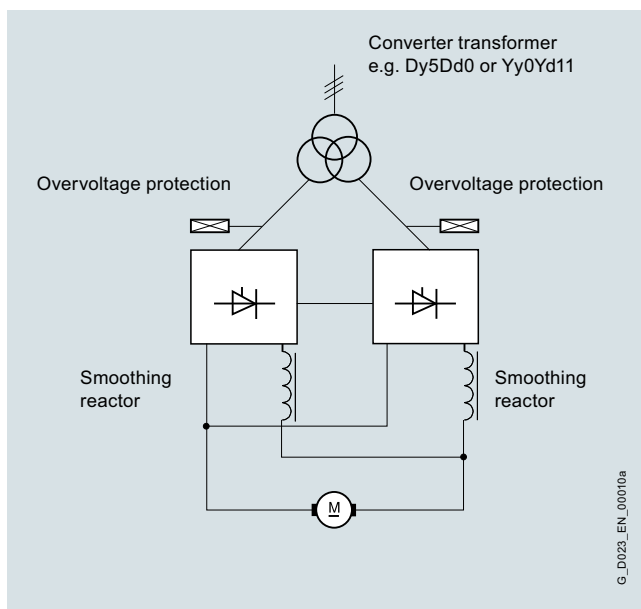 Converter transformer
e.g. Dy5Dd0 or Yy0Yd11
Overvoltage protection
Overvoltage protection
Smoothing
reactor
Smoothing
reactor
M
G_D023_EN_00010a